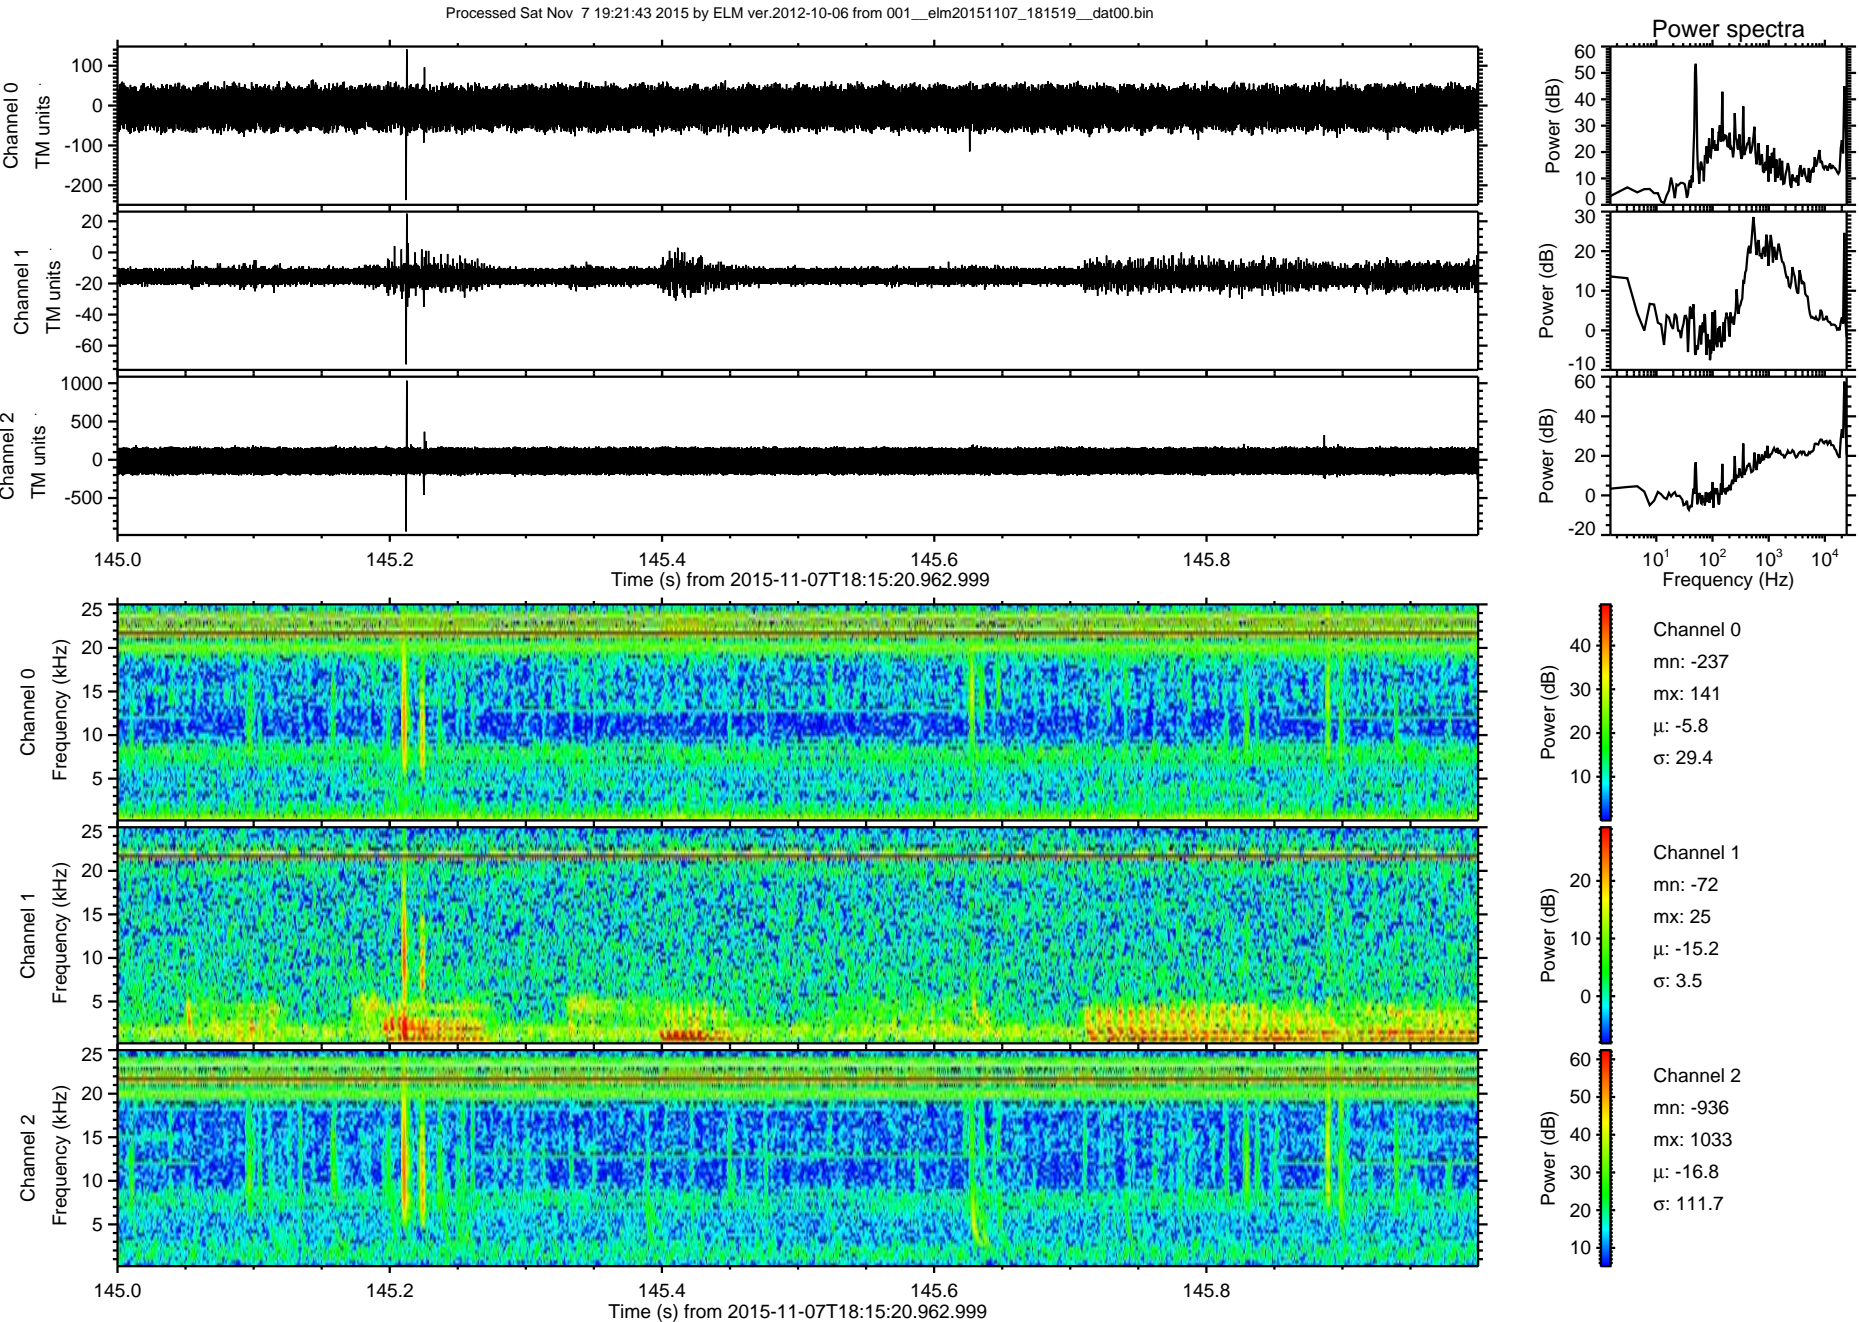 Processed Sat Nov  7 19:21:43 2015 by ELM ver.2012-10-06 from 001__elm20151107_181519__dat00.bin
Power spectra
Channel 0
TM units
100
0
-100
-200
Power (dB)
60
50
40
30
20
10
0
Channel 1
TM units
20
0
-20
-40
-60
Power (dB)
30
20
10
0
-10
Channel 2
TM units
1000
500
0
-500
Power (dB)
60
40
20
0
-20
145.0 145.2 145.4 145.6 145.8
Time (s) from 2015-11-07T18:15:20.962.999
10^1 10^2 10^3 10^4
Frequency (Hz)
Channel 0
Frequency (kHz)
25
20
15
10
5
Power (dB)
40
30
20
10
Channel 0
mn: -237
mx: 141
µ: -5.8
σ: 29.4
Channel 1
Frequency (kHz)
25
20
15
10
5
Power (dB)
20
10
0
Channel 1
mn: -72
mx: 25
µ: -15.2
σ: 3.5
Channel 2
Frequency (kHz)
25
20
15
10
5
Power (dB)
60
50
40
30
20
10
Channel 2
mn: -936
mx: 1033
µ: -16.8
σ: 111.7
145.0 145.2 145.4 145.6 145.8
Time (s) from 2015-11-07T18:15:20.962.999